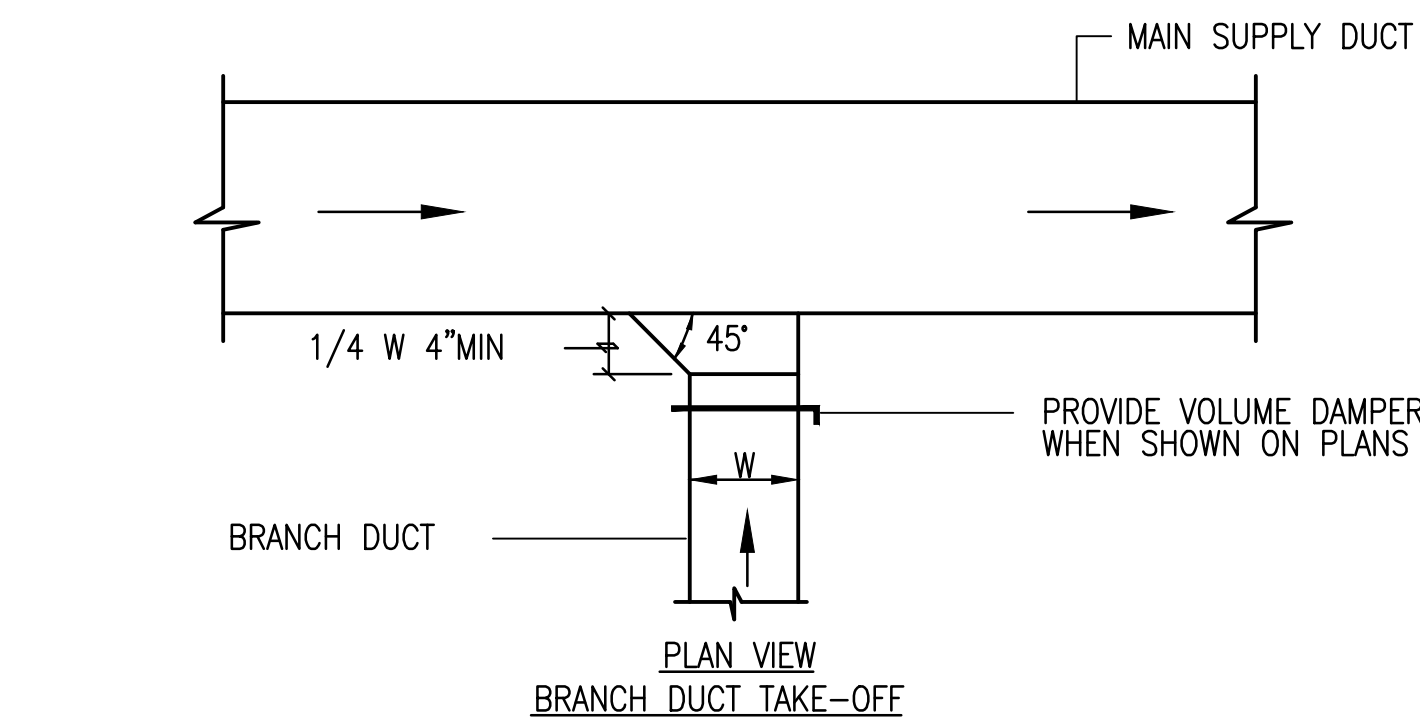 MAIN SUPPLY DUCT
1/4 W 4"MIN
45°
PROVIDE VOLUME DAMPER
WHEN SHOWN ON PLANS
W
BRANCH DUCT
PLAN VIEW
BRANCH DUCT TAKE-OFF